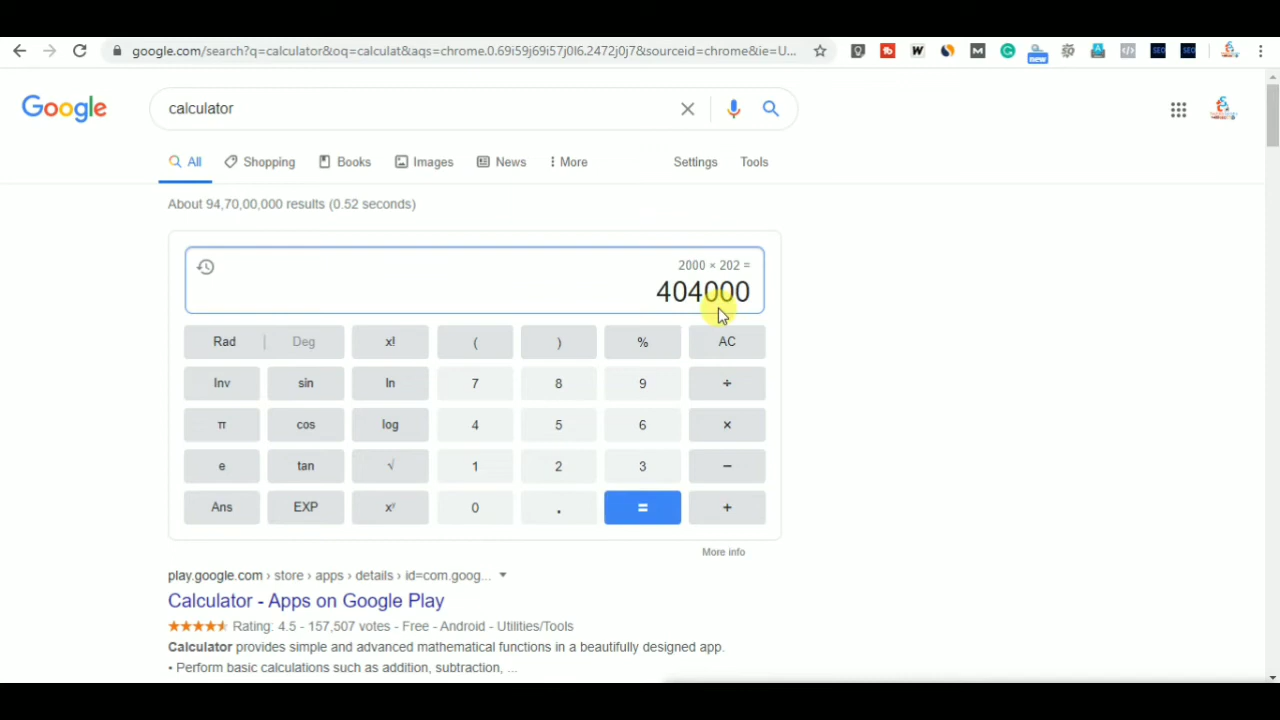 google.com/search?q=calculator&oq=calculat&aqs=chrome.0.69i59j69i57j0l6.2472j0j7&sourceid=chrome&ie=U...
new
SEO
SEO
Google
calculator
All
Shopping
Books
Images
News
More
Settings
Tools
About 94,70,00,000 results (0.52 seconds)
2000 × 202 =
404000
Rad | Deg x! ( ) % AC
Inv sin ln 7 8 9 ÷
π cos log 4 5 6 ×
e tan √ 1 2 3 −
Ans EXP xʸ 0 . = +
More info
play.google.com › store › apps › details › id=com.goog...
Calculator - Apps on Google Play
Rating: 4.5 - 157,507 votes - Free - Android - Utilities/Tools
Calculator provides simple and advanced mathematical functions in a beautifully designed app.
• Perform basic calculations such as addition, subtraction, ...